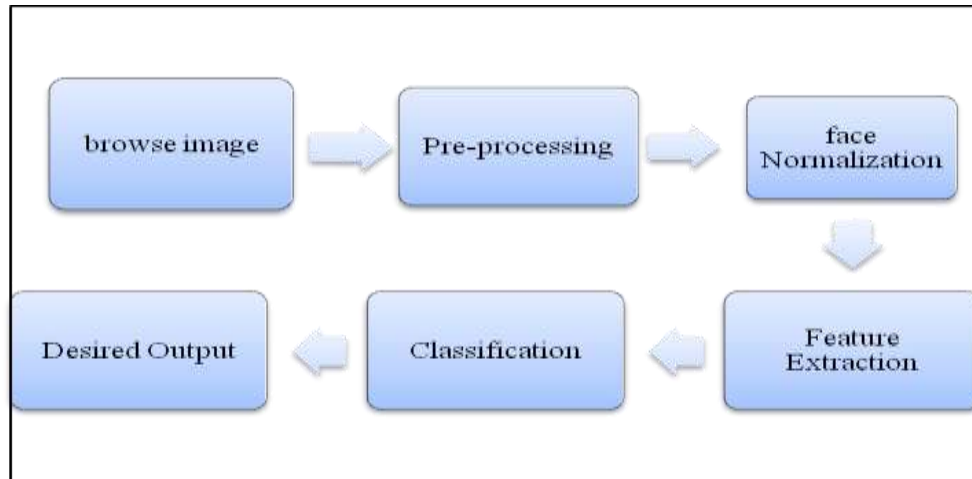 browse image
Pre-processing
face
Normalization
Feature
Extraction
Classification
Desired Output